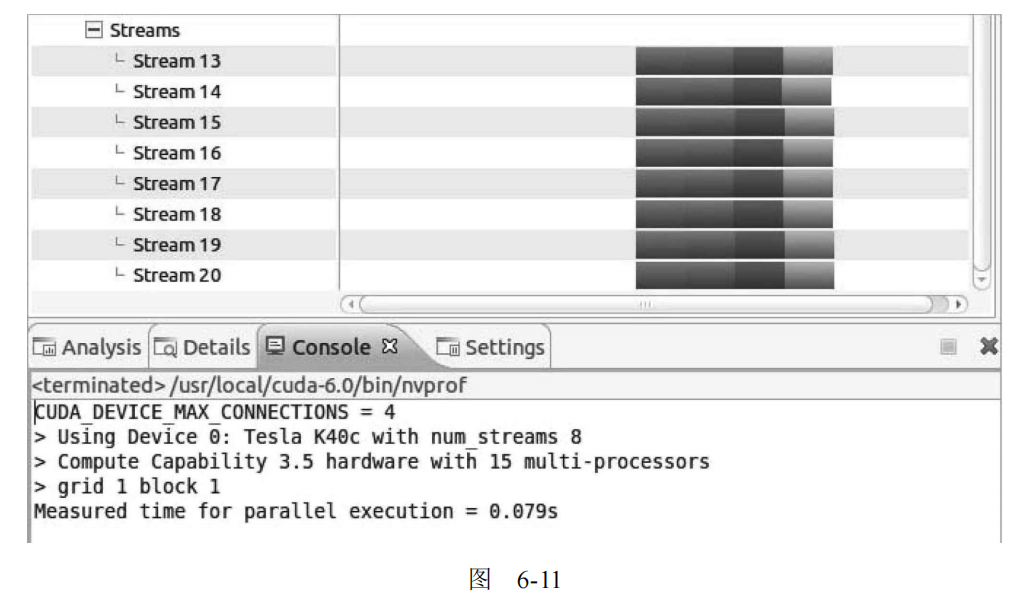 Streams
Stream 13
Stream 14
Stream 15
Stream 16
Stream 17
Stream 18
Stream 19
Stream 20
Analysis Details Console Settings
<terminated> /usr/local/cuda-6.0/bin/nvprof
CUDA_DEVICE_MAX_CONNECTIONS = 4
> Using Device 0: Tesla K40c with num_streams 8
> Compute Capability 3.5 hardware with 15 multi-processors
> grid 1 block 1
Measured time for parallel execution = 0.079s
图 6-11